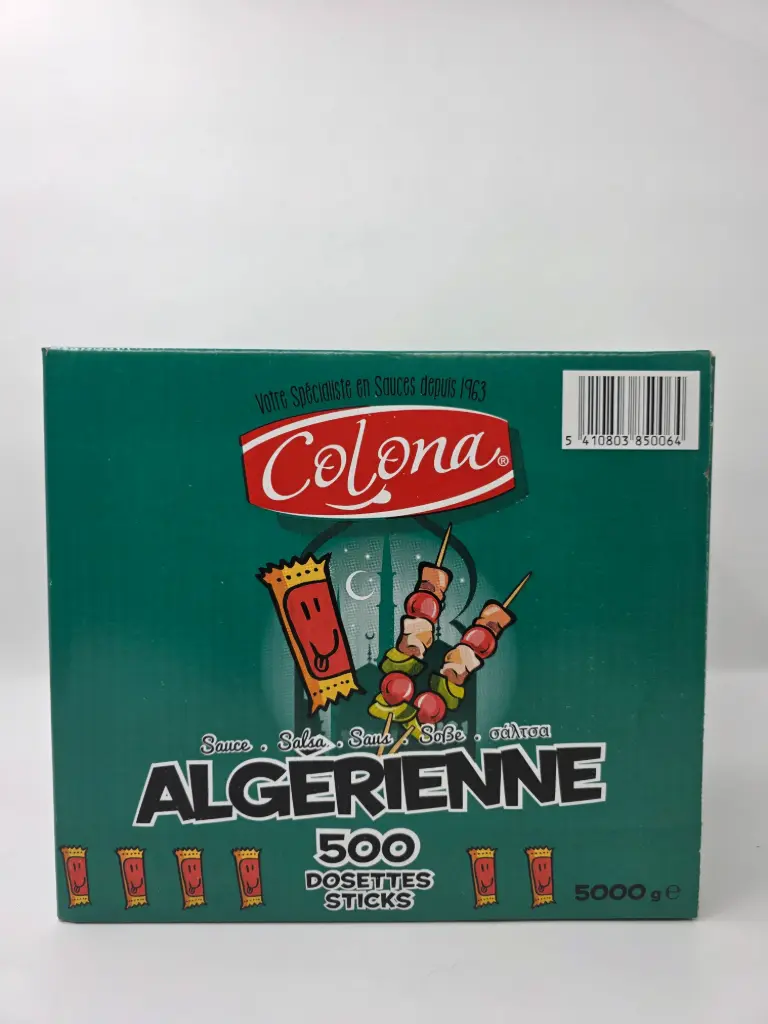 Votre Spécialiste en Sauces depuis 1963
Colona®
5 410803 850064
Sauce . Salsa . Saus . Soße . σάλτσα
ALGÉRIENNE
500
DOSETTES
STICKS
5000 g ℮